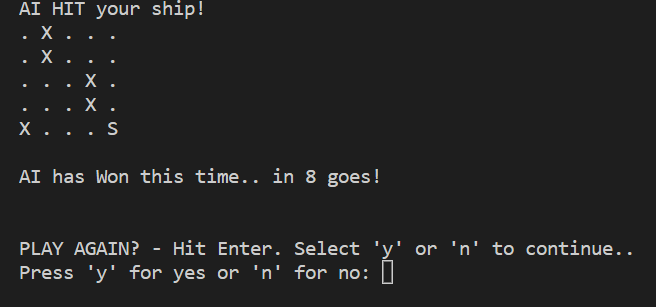 AI HIT your ship!
. X . . .
. X . . .
. . . X .
. . . X .
X . . . S
AI has Won this time.. in 8 goes!
PLAY AGAIN? - Hit Enter. Select 'y' or 'n' to continue..
Press 'y' for yes or 'n' for no: